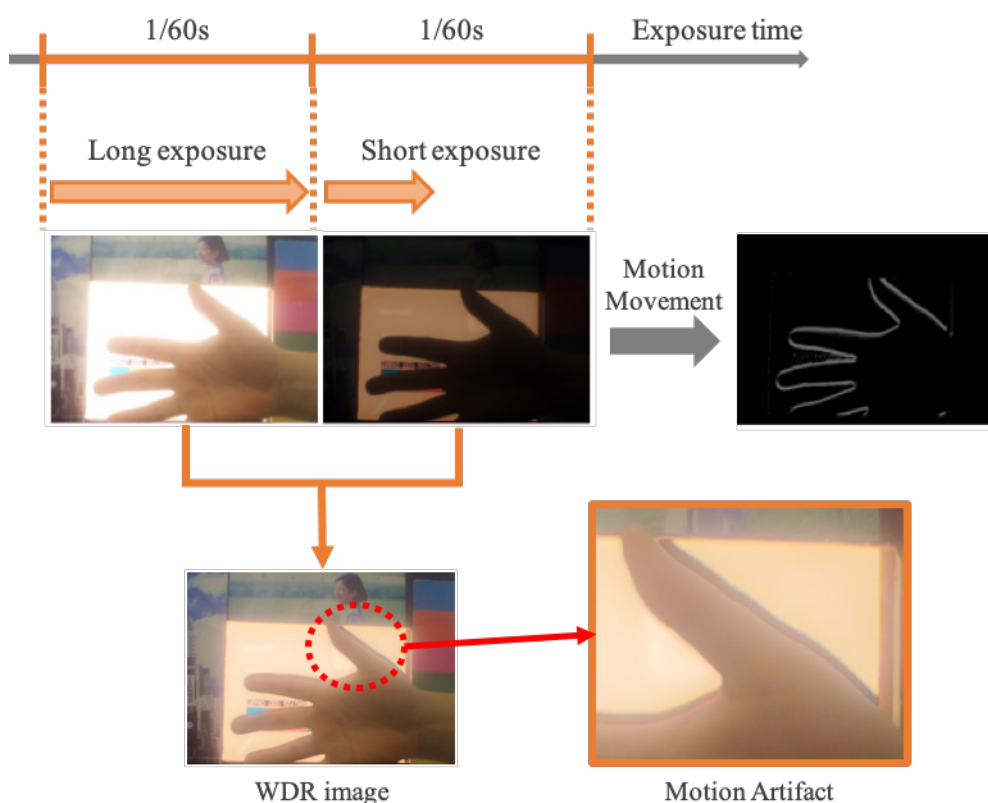 1/60s
1/60s
Exposure time
Long exposure
Short exposure
Motion
Movement
WDR image
Motion Artifact